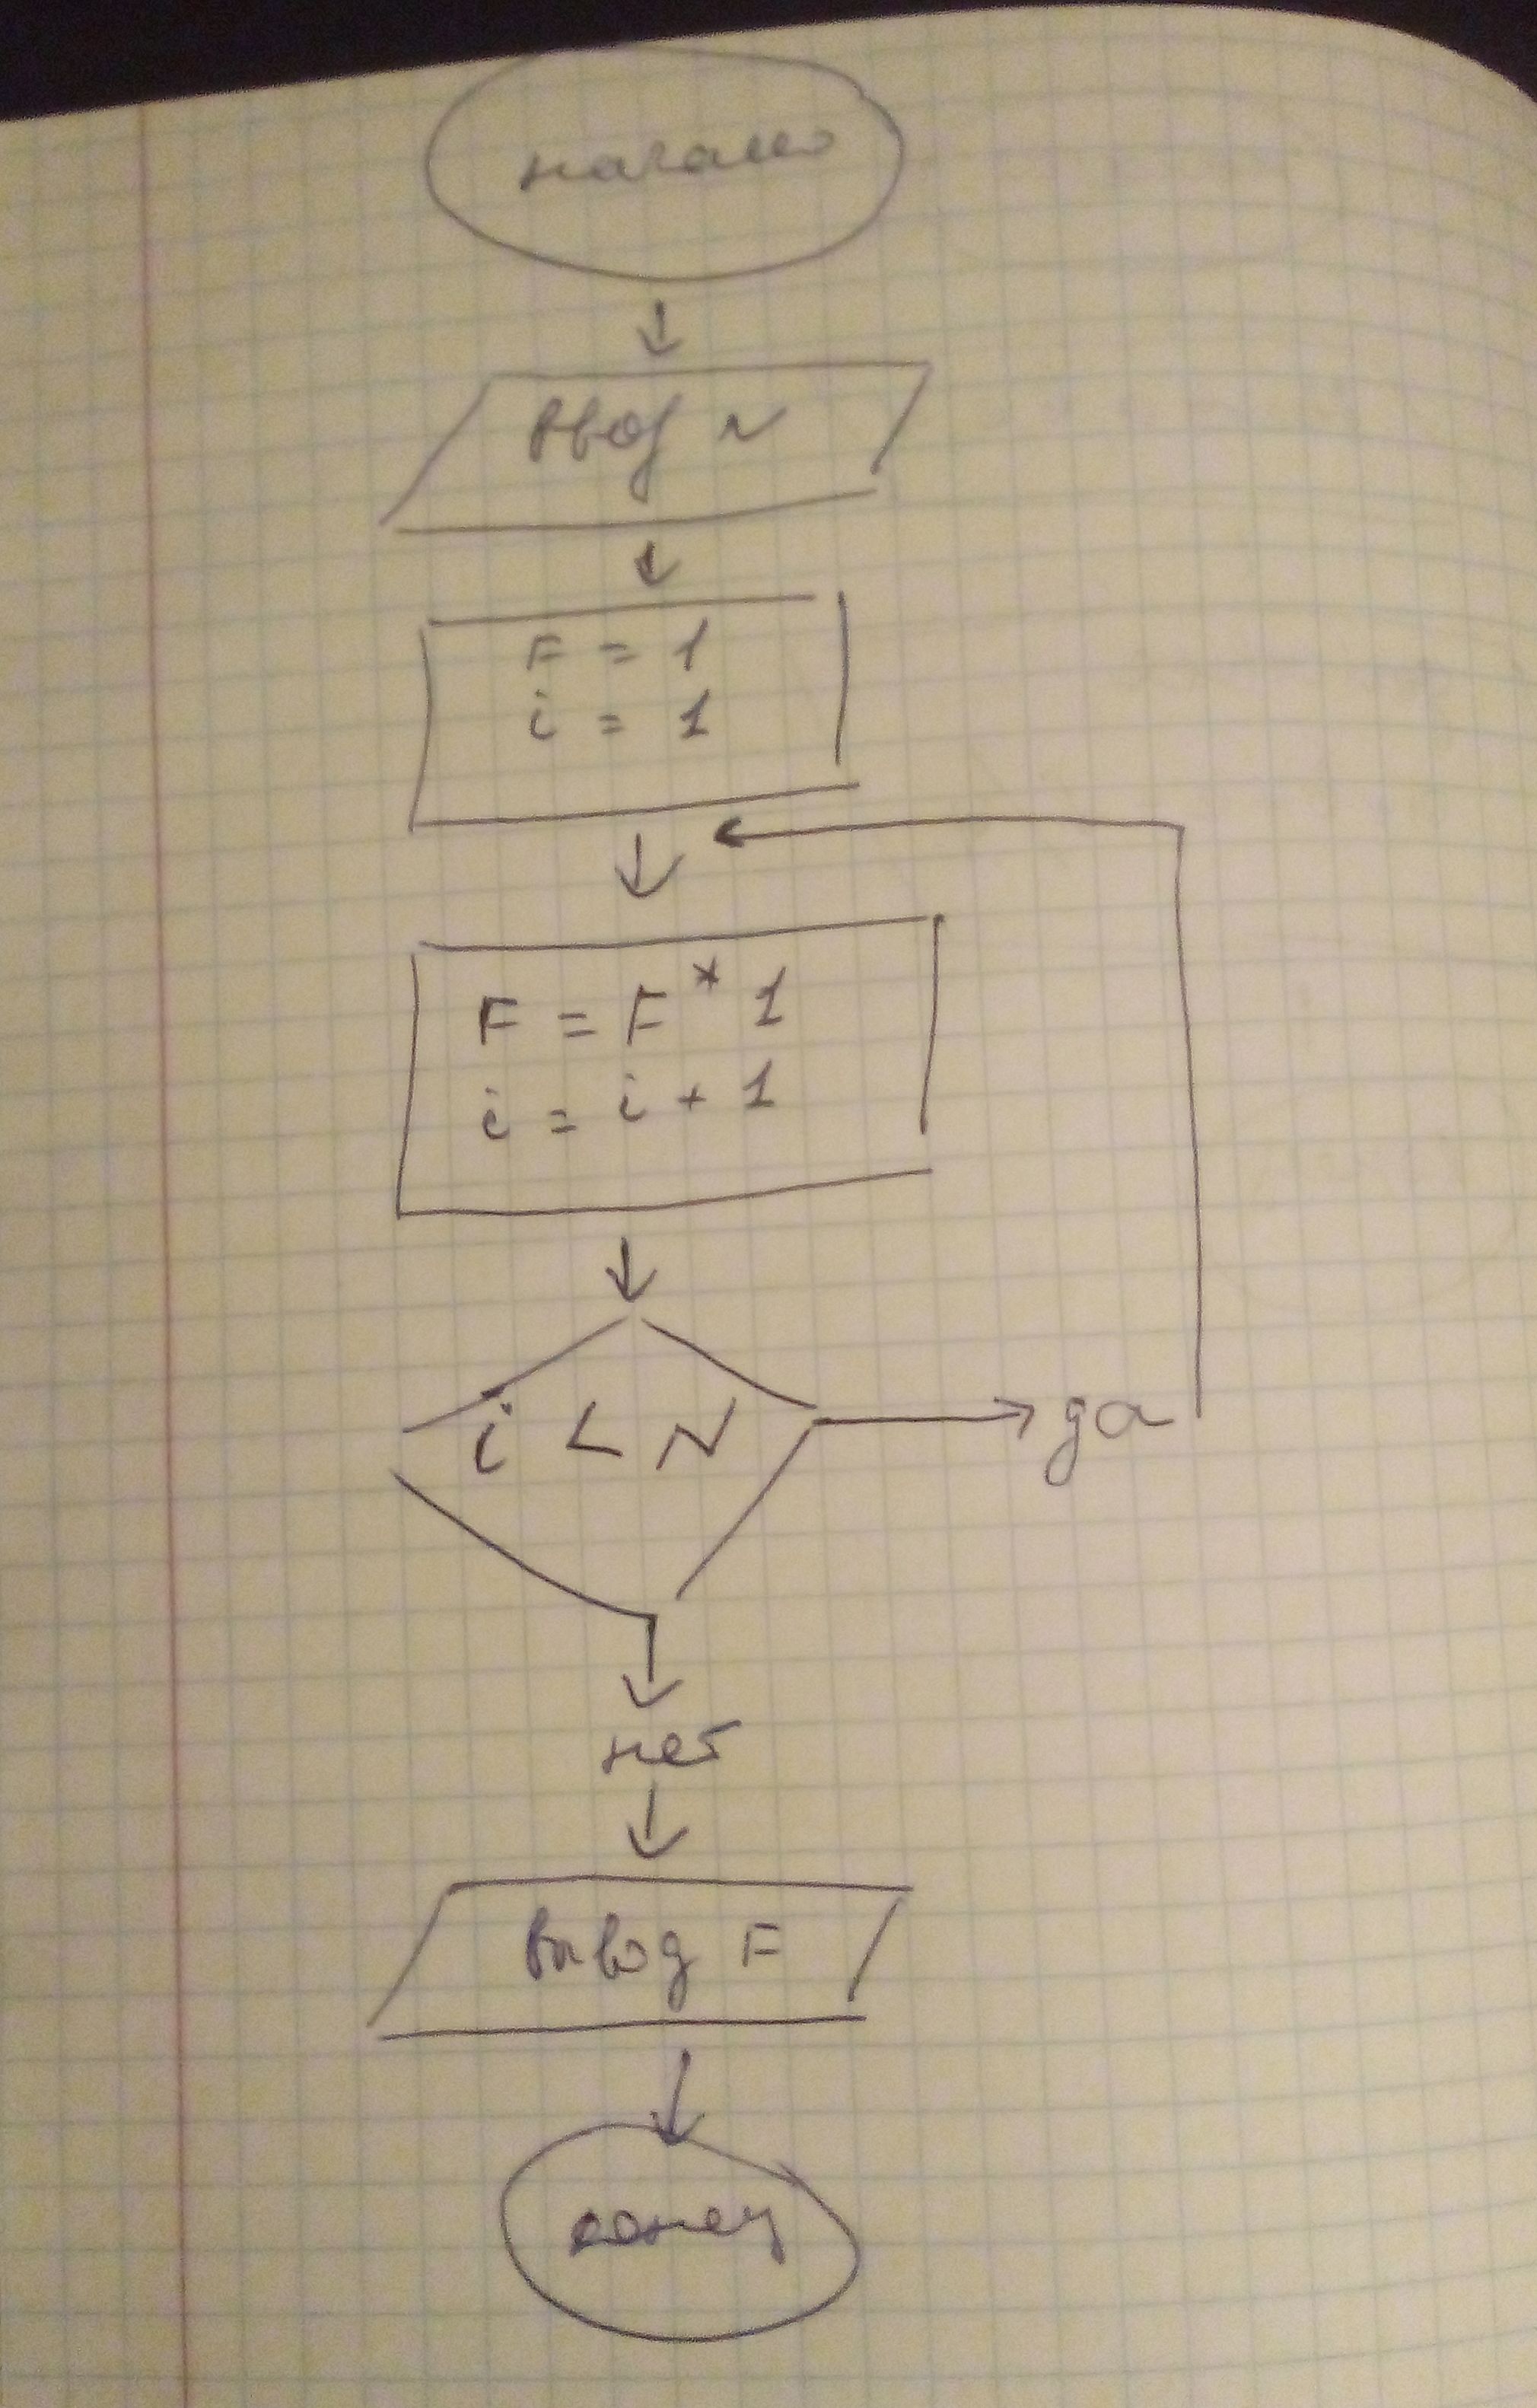 начало
Ввод N
F = 1
i = 1
F = F * 1
i = i + 1
i < N
да
нет
Вывод F
конец